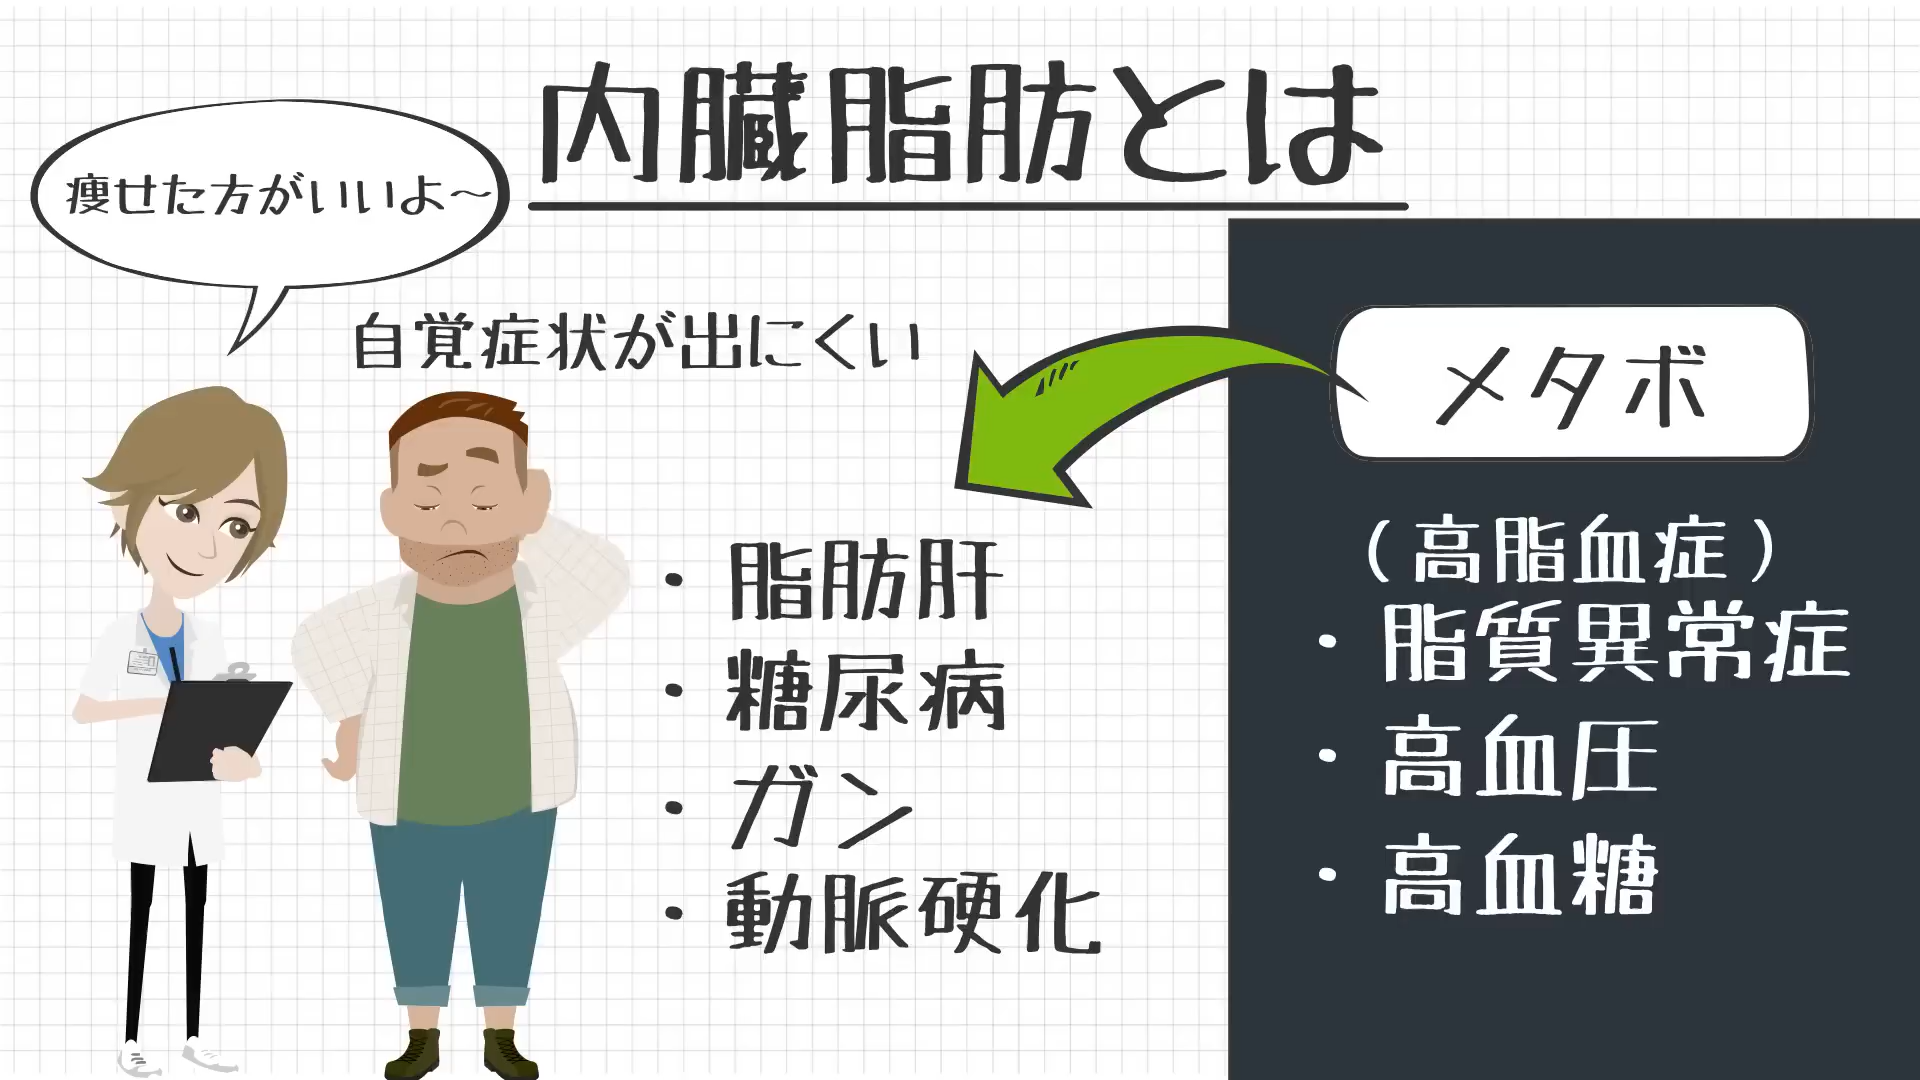 内臓脂肪とは
痩せた方がいいよ～
自覚症状が出にくい
・脂肪肝
・糖尿病
・ガン
・動脈硬化
メタボ
(高脂血症)
・脂質異常症
・高血圧
・高血糖